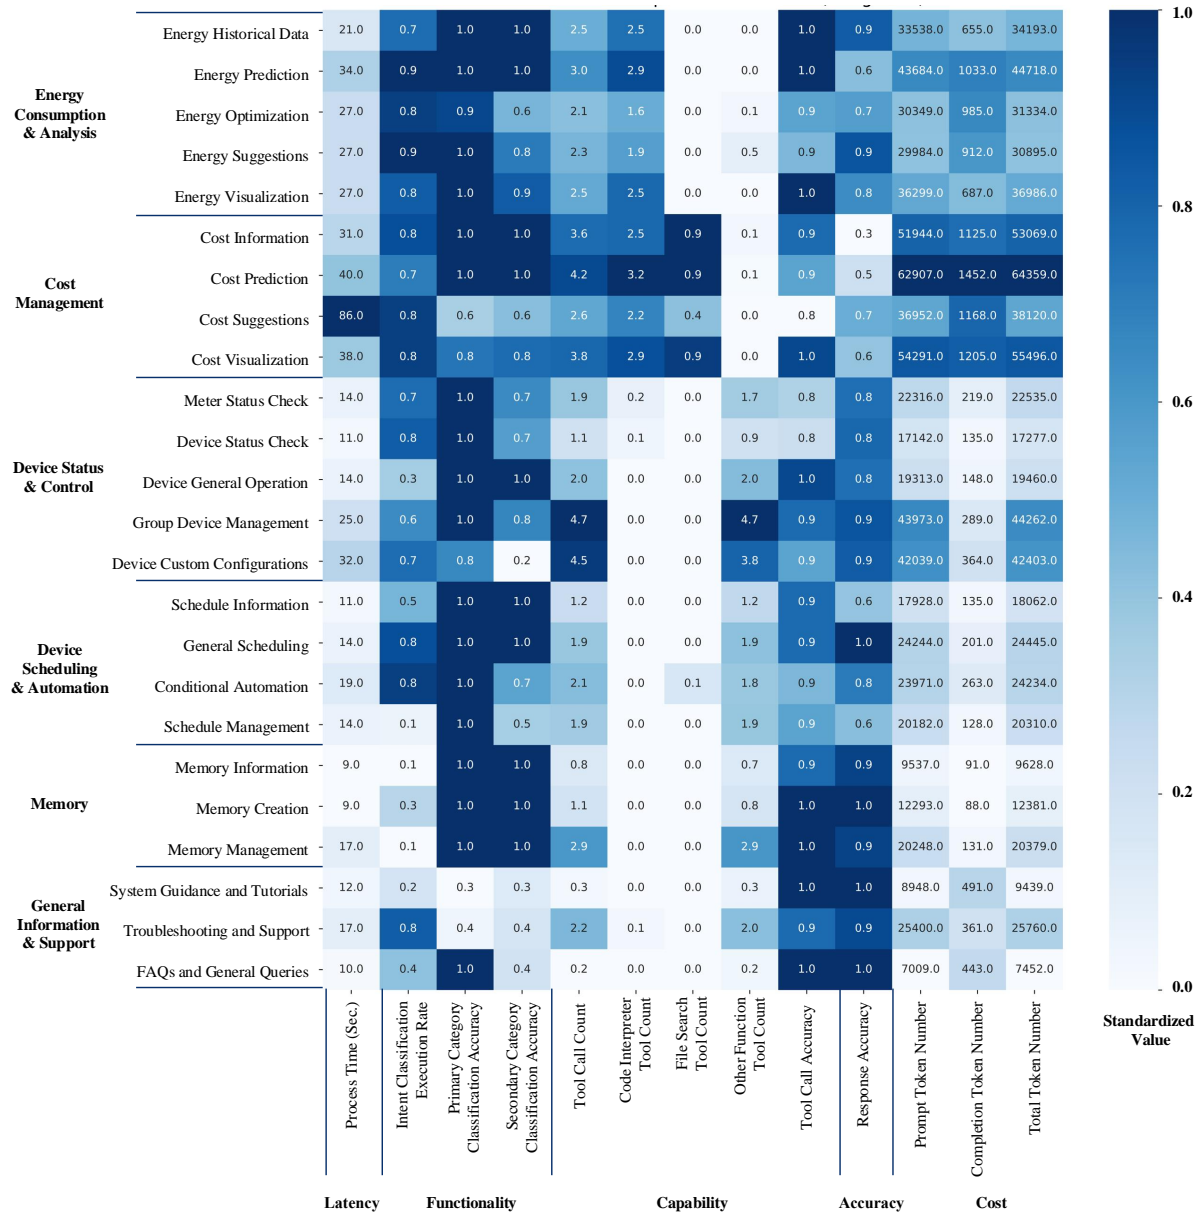 Energy Historical Data 21.0 0.7 1.0 1.0 2.5 2.5 0.0 0.0 1.0 0.9 33538.0 655.0 34193.0
Energy Prediction 34.0 0.9 1.0 1.0 3.0 2.9 0.0 0.0 1.0 0.6 43684.0 1033.0 44718.0
Energy
Consumption
& Analysis
Energy Optimization 27.0 0.8 0.9 0.6 2.1 1.6 0.0 0.1 0.9 0.7 30349.0 985.0 31334.0
Energy Suggestions 27.0 0.9 1.0 0.8 2.3 1.9 0.0 0.5 0.9 0.9 29984.0 912.0 30895.0
Energy Visualization 27.0 0.8 1.0 0.9 2.5 2.5 0.0 0.0 1.0 0.8 36299.0 687.0 36986.0
Cost Information 31.0 0.8 1.0 1.0 3.6 2.5 0.9 0.1 0.9 0.3 51944.0 1125.0 53069.0
Cost
Management
Cost Prediction 40.0 0.7 1.0 1.0 4.2 3.2 0.9 0.1 0.9 0.5 62907.0 1452.0 64359.0
Cost Suggestions 86.0 0.8 0.6 0.6 2.6 2.2 0.4 0.0 0.8 0.7 36952.0 1168.0 38120.0
Cost Visualization 38.0 0.8 0.8 0.8 3.8 2.9 0.9 0.0 1.0 0.6 54291.0 1205.0 55496.0
Meter Status Check 14.0 0.7 1.0 0.7 1.9 0.2 0.0 1.7 0.8 0.8 22316.0 219.0 22535.0
Device Status Check 11.0 0.8 1.0 0.7 1.1 0.1 0.0 0.9 0.8 0.8 17142.0 135.0 17277.0
Device Status
& Control
Device General Operation 14.0 0.3 1.0 1.0 2.0 0.0 0.0 2.0 1.0 0.8 19313.0 148.0 19460.0
Group Device Management 25.0 0.6 1.0 0.8 4.7 0.0 0.0 4.7 0.9 0.9 43973.0 289.0 44262.0
Device Custom Configurations 32.0 0.7 0.8 0.2 4.5 0.0 0.0 3.8 0.9 0.9 42039.0 364.0 42403.0
Schedule Information 11.0 0.5 1.0 1.0 1.2 0.0 0.0 1.2 0.9 0.6 17928.0 135.0 18062.0
General Scheduling 14.0 0.8 1.0 1.0 1.9 0.0 0.0 1.9 0.9 1.0 24244.0 201.0 24445.0
Device
Scheduling
& Automation
Conditional Automation 19.0 0.8 1.0 0.7 2.1 0.0 0.1 1.8 0.9 0.8 23971.0 263.0 24234.0
Schedule Management 14.0 0.1 1.0 0.5 1.9 0.0 0.0 1.9 0.9 0.6 20182.0 128.0 20310.0
Memory Information 9.0 0.1 1.0 1.0 0.8 0.0 0.0 0.7 0.9 0.9 9537.0 91.0 9628.0
Memory
Memory Creation 9.0 0.3 1.0 1.0 1.1 0.0 0.0 0.8 1.0 1.0 12293.0 88.0 12381.0
Memory Management 17.0 0.1 1.0 1.0 2.9 0.0 0.0 2.9 1.0 0.9 20248.0 131.0 20379.0
System Guidance and Tutorials 12.0 0.2 0.3 0.3 0.3 0.0 0.0 0.3 1.0 1.0 8948.0 491.0 9439.0
General
Information
& Support
Troubleshooting and Support 17.0 0.8 0.4 0.4 2.2 0.1 0.0 2.0 0.9 0.9 25400.0 361.0 25760.0
FAQs and General Queries 10.0 0.4 1.0 0.4 0.2 0.0 0.0 0.2 1.0 1.0 7009.0 443.0 7452.0
Process Time (Sec.)
Intent Classification
Execution Rate
Primary Category
Classification Accuracy
Secondary Category
Classification Accuracy
Tool Call Count
Code Interpreter
Tool Count
File Search
Tool Count
Other Function
Tool Count
Tool Call Accuracy
Response Accuracy
Prompt Token Number
Completion Token Number
Total Token Number
Latency
Functionality
Capability
Accuracy
Cost
1.0
0.8
0.6
0.4
0.2
0.0
Standardized
Value